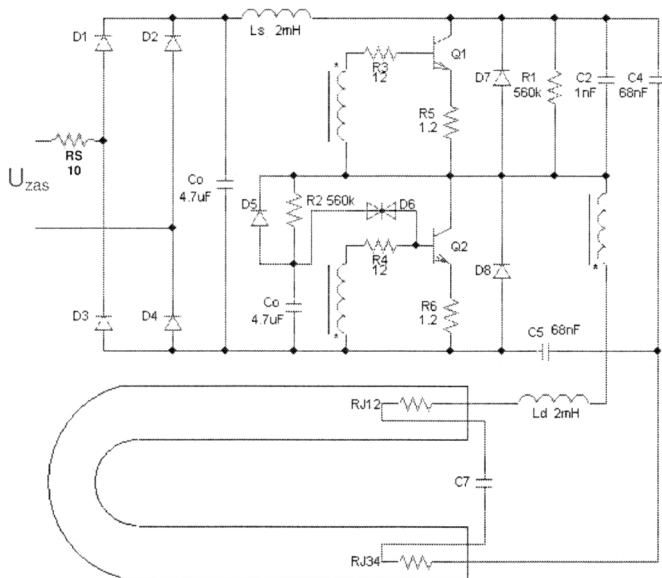 D1
D2
Ls 2mH
R3
12
Q1
D7
R1
560k
C2
1nF
C4
68nF
R5
1.2
RS
10
Uzas
Co
4.7uF
D5
R2 560k
D6
R4
12
Q2
D8
Co
4.7uF
R6
1.2
D3
D4
C5 68nF
RJ12
Ld 2mH
C7
RJ34